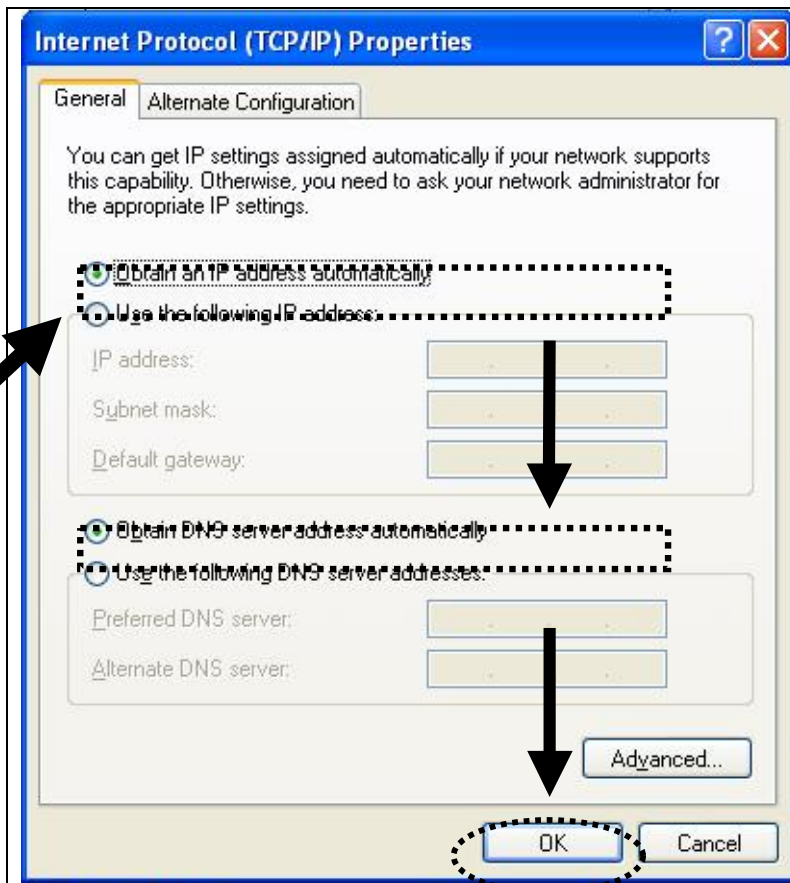 Internet Protocol (TCP/IP) Properties
?
General
Alternate Configuration
You can get IP settings assigned automatically if your network supports
this capability. Otherwise, you need to ask your network administrator for
the appropriate IP settings.
Obtain an IP address automatically
Use the following IP address:
IP address:
Subnet mask:
Default gateway:
Obtain DNS server address automatically
Use the following DNS server addresses:
Preferred DNS server:
Alternate DNS server:
Advanced...
OK
Cancel